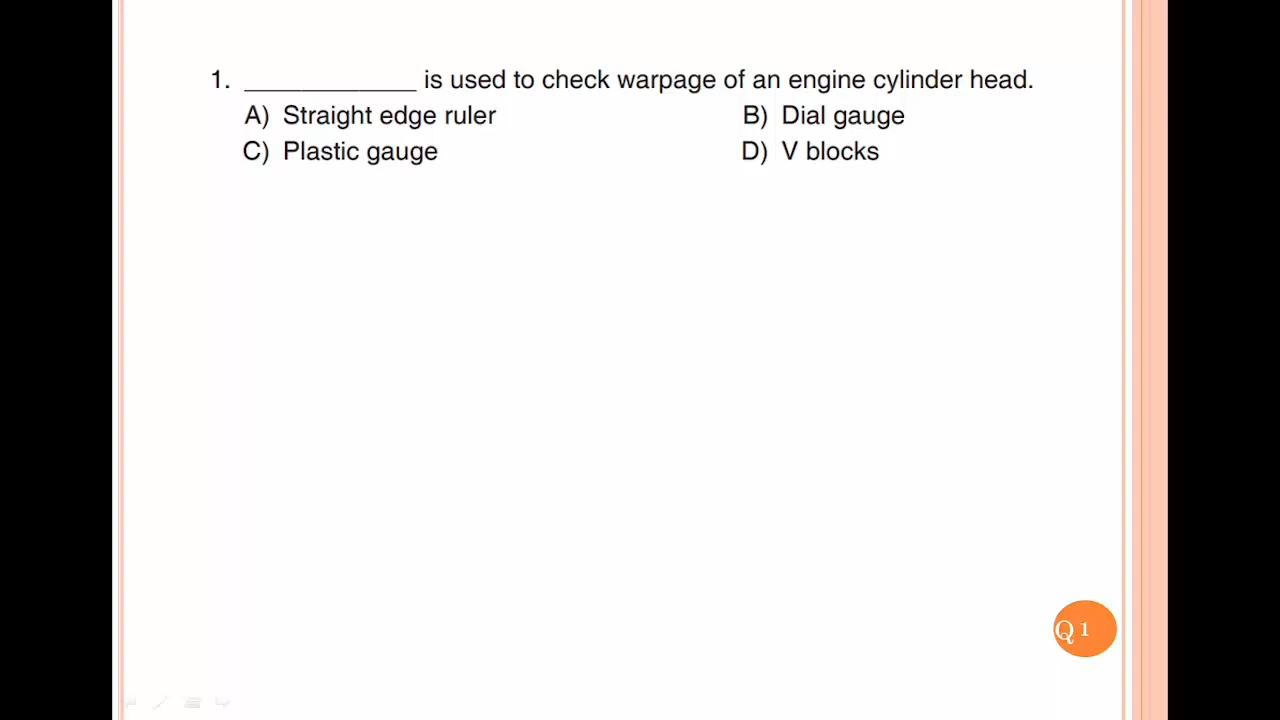 1. ____________ is used to check warpage of an engine cylinder head.
A) Straight edge ruler B) Dial gauge
C) Plastic gauge D) V blocks
Q 1